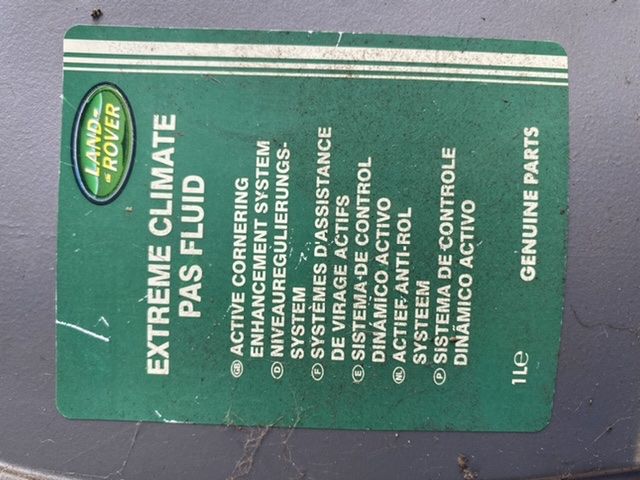 LAND-
ROVER
EXTREME CLIMATE
PAS FLUID
GB ACTIVE CORNERING
ENHANCEMENT SYSTEM
D NIVEAUREGULIERUNGS-
SYSTEM
F SYSTÈMES D'ASSISTANCE
DE VIRAGE ACTIFS
E SISTEMA DE CONTROL
DINÁMICO ACTIVO
NL ACTIEF ANTI-ROL
SYSTEEM
P SISTEMA DE CONTROLE
DINÂMICO ACTIVO
1L℮
GENUINE PARTS